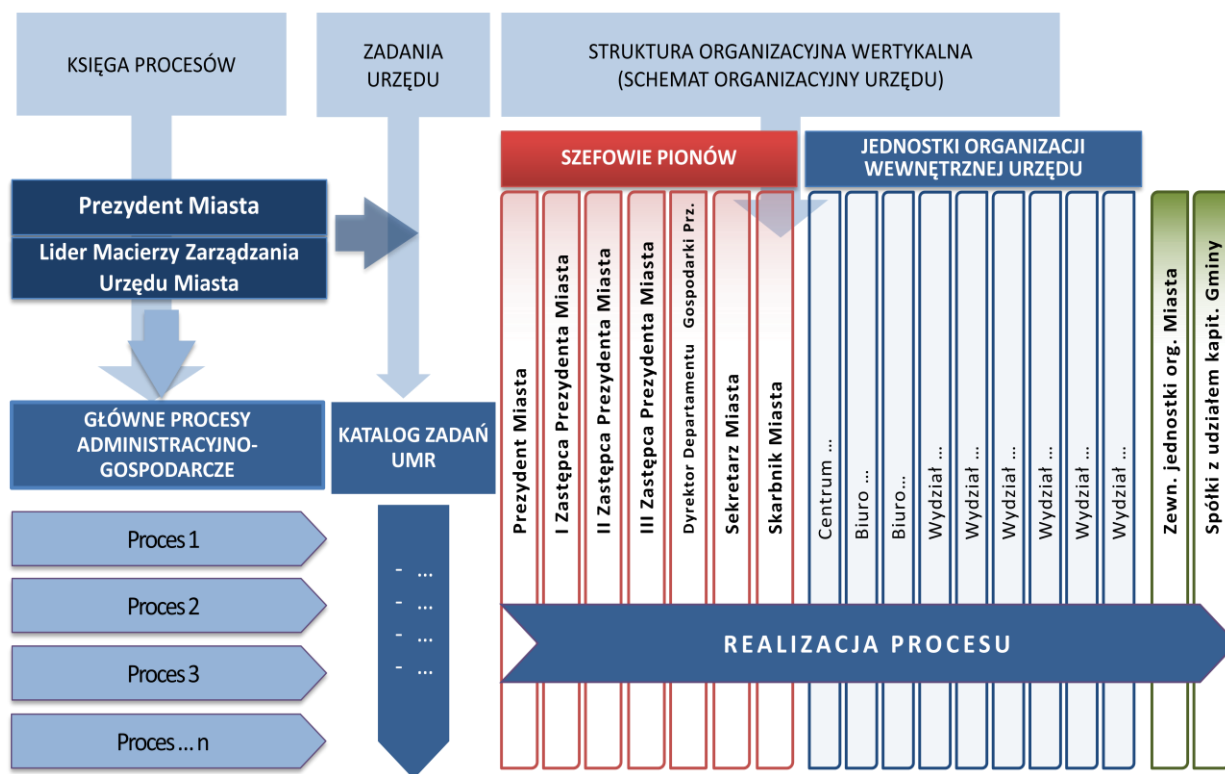 KSIĘGA PROCESÓW
ZADANIA
URZĘDU
STRUKTURA ORGANIZACYJNA WERTYKALNA
(SCHEMAT ORGANIZACYJNY URZĘDU)
SZEFOWIE PIONÓW
JEDNOSTKI ORGANIZACJI
WEWNĘTRZNEJ URZĘDU
Prezydent Miasta
Lider Macierzy Zarządzania
Urzędu Miasta
GŁÓWNE PROCESY
ADMINISTRACYJNO-
GOSPODARCZE
KATALOG ZADAŃ
UMR
Proces 1
Proces 2
Proces 3
Proces ... n
- ...
- ...
- ...
- ...
Prezydent Miasta
I Zastępca Prezydenta Miasta
II Zastępca Prezydenta Miasta
III Zastępca Prezydenta Miasta
Dyrektor Departamentu Gospodarki Prz.
Sekretarz Miasta
Skarbnik Miasta
Centrum ...
Biuro ...
Biuro...
Wydział ...
Wydział ...
Wydział ...
Wydział ...
Wydział ...
Wydział ...
Zewn. jednostki org. Miasta
Spółki z udziałem kapit. Gminy
REALIZACJA PROCESU